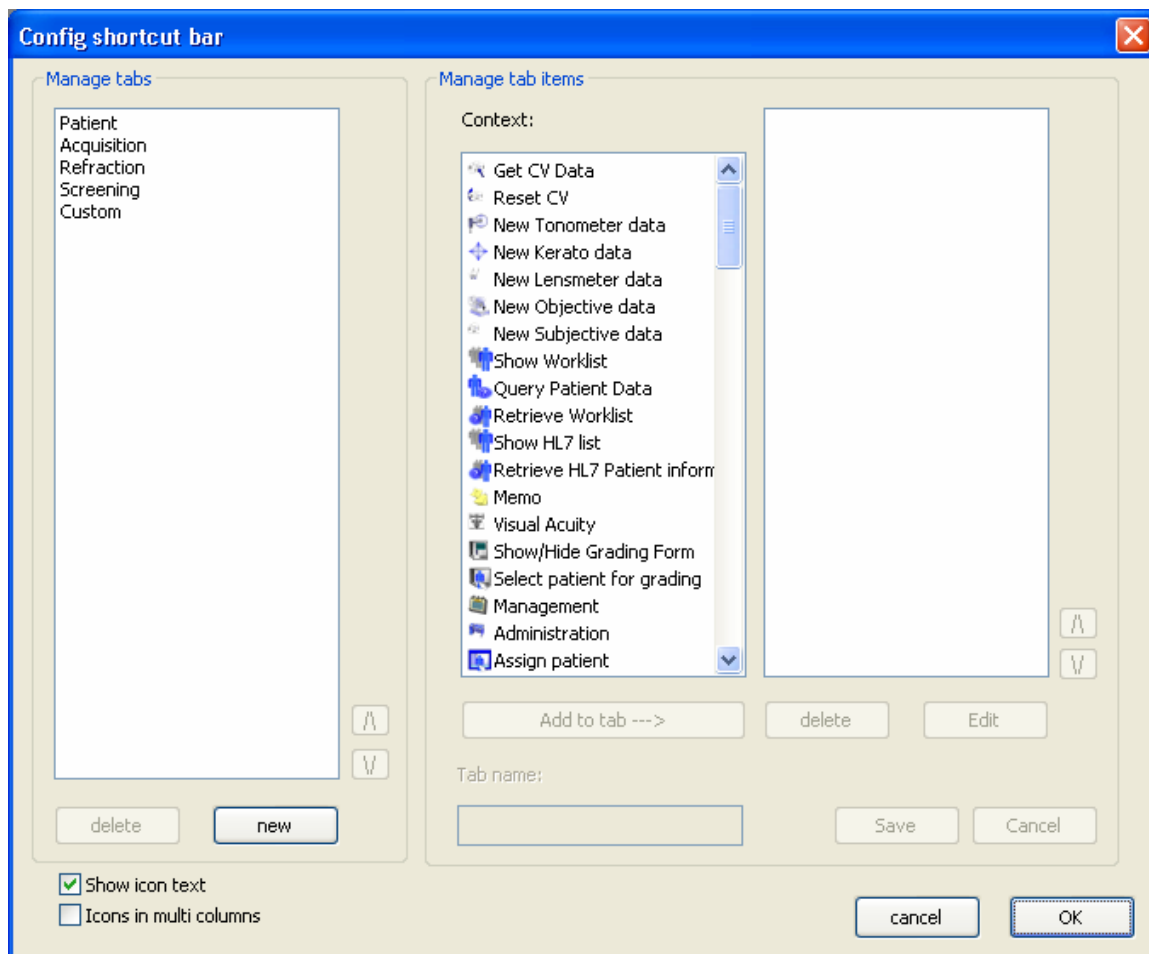 Config shortcut bar
Manage tabs
Patient
Acquisition
Refraction
Screening
Custom
/\
\/
delete
new
Manage tab items
Context:
Get CV Data
Reset CV
New Tonometer data
New Kerato data
New Lensmeter data
New Objective data
New Subjective data
Show Worklist
Query Patient Data
Retrieve Worklist
Show HL7 list
Retrieve HL7 Patient inform
Memo
Visual Acuity
Show/Hide Grading Form
Select patient for grading
Management
Administration
Assign patient
/\
\/
Add to tab --->
delete
Edit
Tab name:
Save
Cancel
Show icon text
Icons in multi columns
cancel
OK